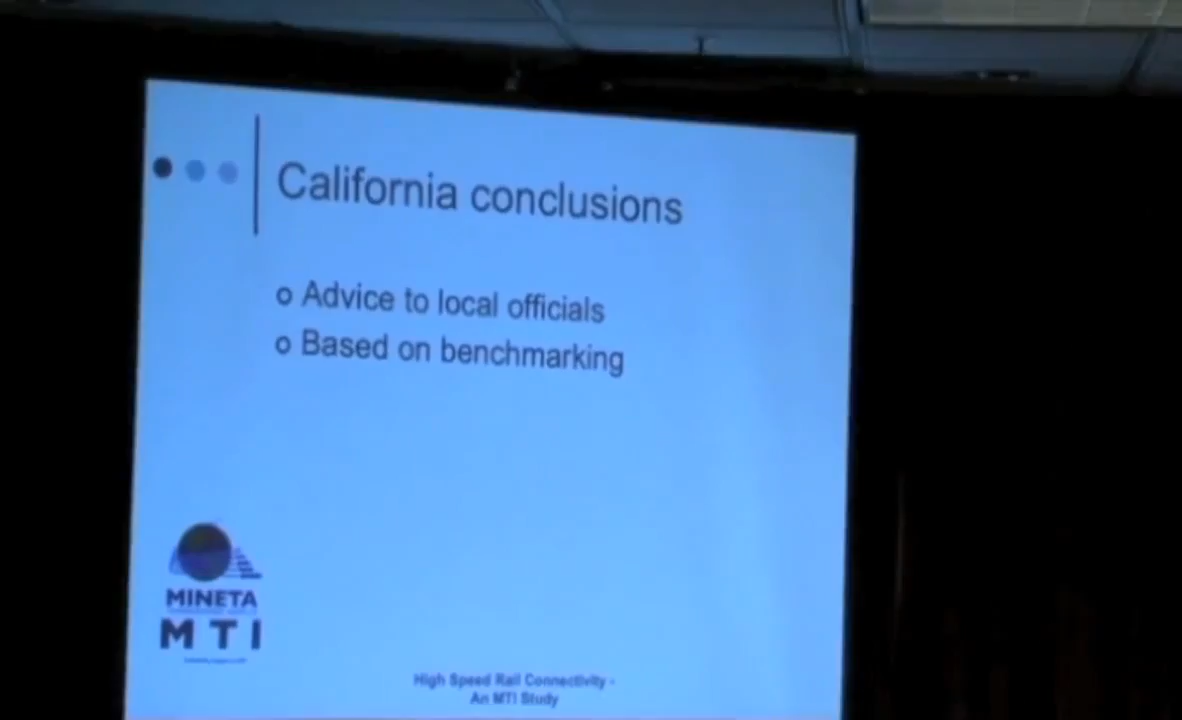 California conclusions
o Advice to local officials
o Based on benchmarking
MINETA
MTI
High Speed Rail Connectivity -
An MTI Study